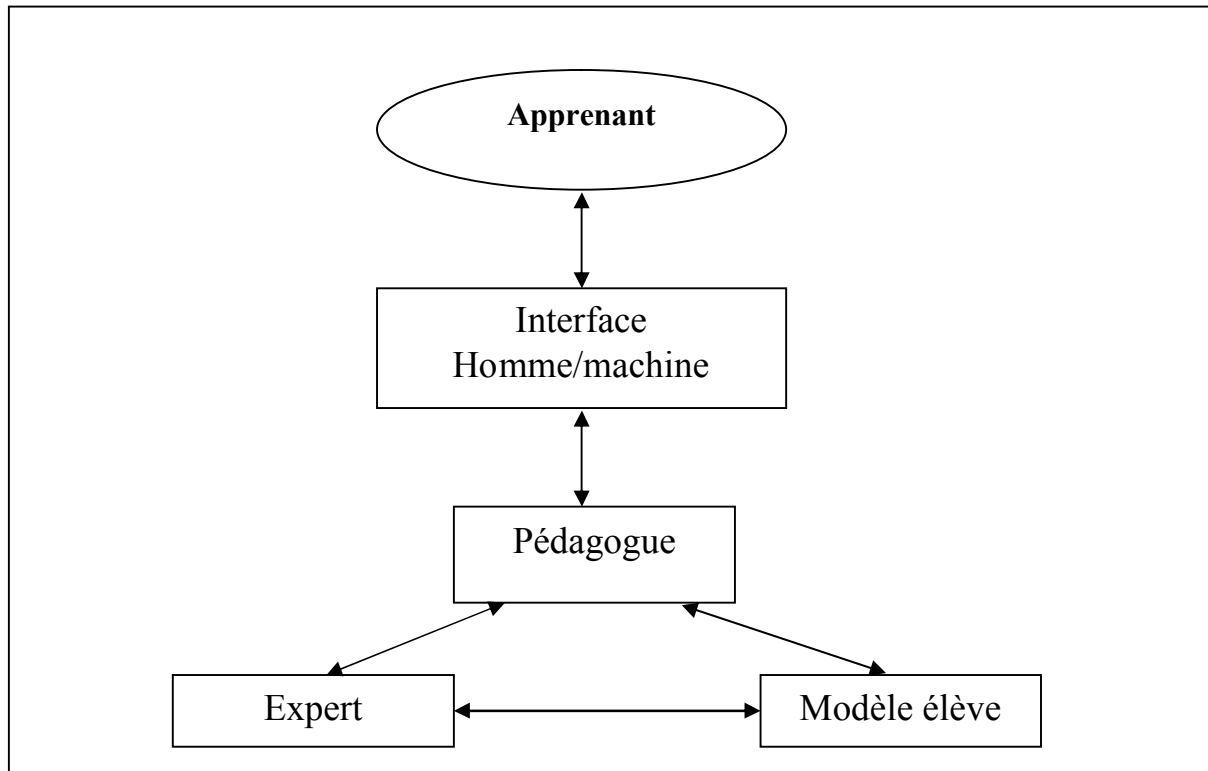 Apprenant
Interface
Homme/machine
Pédagogue
Expert
Modèle élève